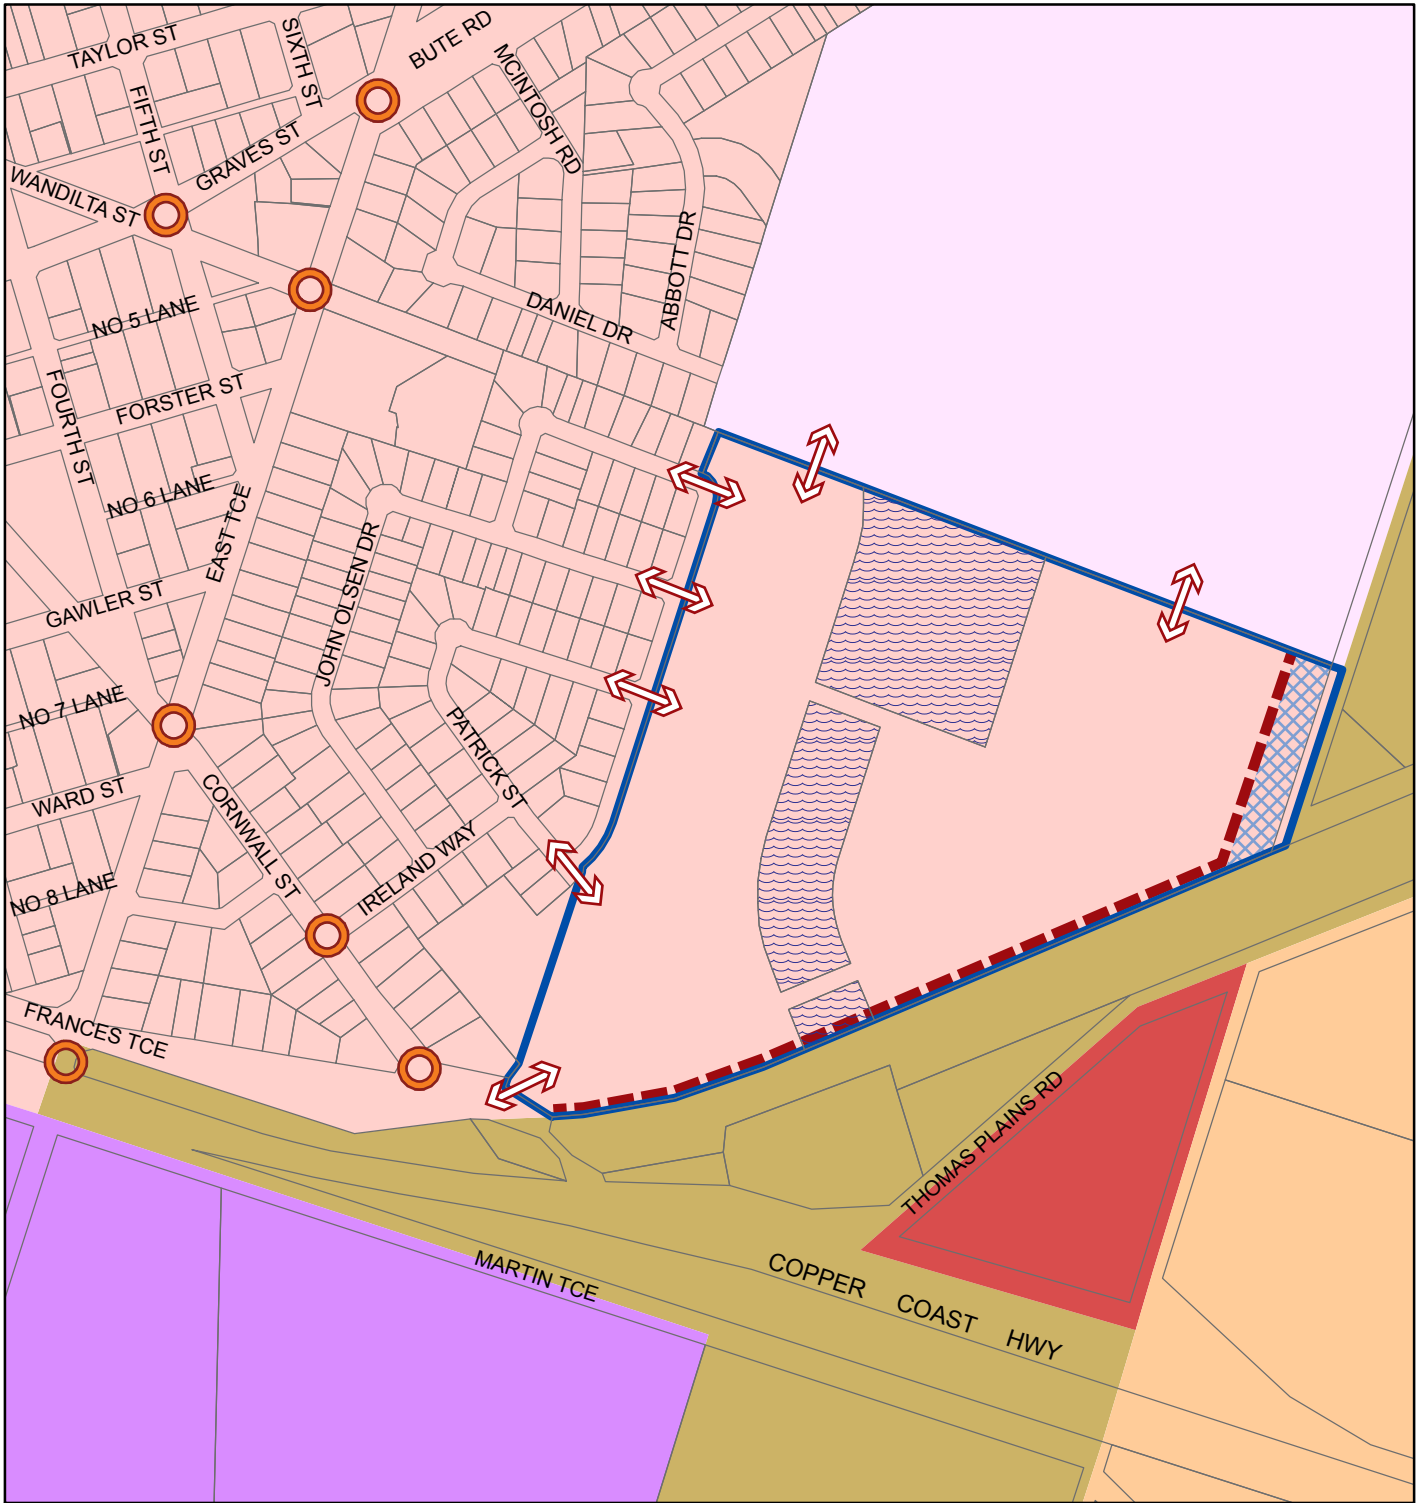 TAYLOR ST
SIXTH ST
BUTE RD
MCINTOSH RD
FIFTH ST
GRAVES ST
WANDILTA ST
ABBOTT DR
NO 5 LANE
DANIEL DR
FOURTH ST
FORSTER ST
NO 6 LANE
EAST TCE
JOHN OLSEN DR
GAWLER ST
NO 7 LANE
PATRICK ST
WARD ST
CORNWALL ST
IRELAND WAY
NO 8 LANE
FRANCES TCE
THOMAS PLAINS RD
MARTIN TCE
COPPER COAST HWY